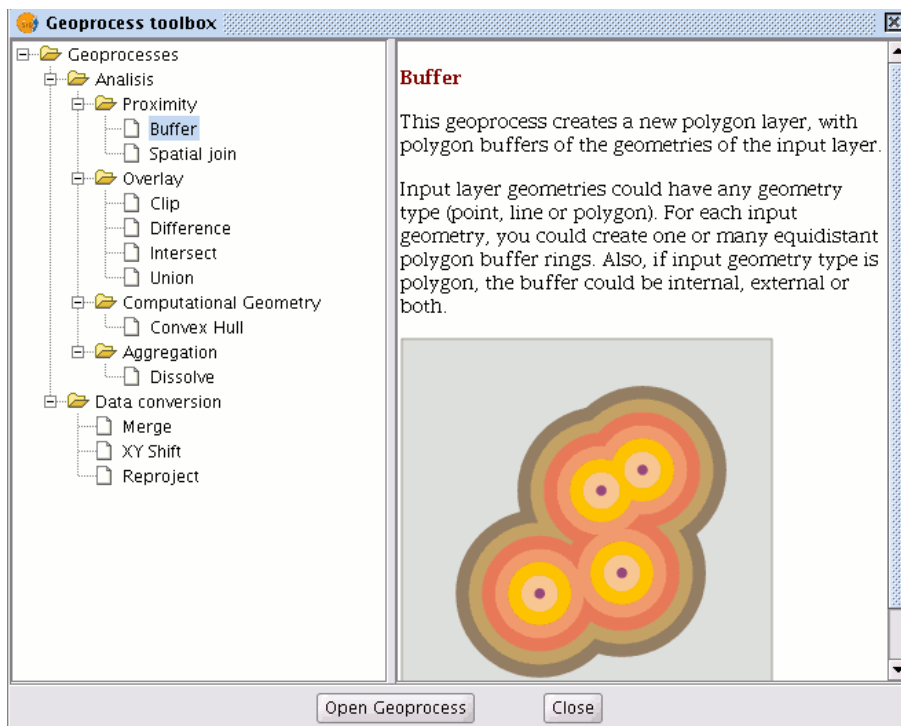 Geoprocess toolbox
Geoprocesses
Analisis
Proximity
Buffer
Spatial join
Overlay
Clip
Difference
Intersect
Union
Computational Geometry
Convex Hull
Aggregation
Dissolve
Data conversion
Merge
XY Shift
Reproject
Buffer
This geoprocess creates a new polygon layer, with
polygon buffers of the geometries of the input layer.
Input layer geometries could have any geometry
type (point, line or polygon). For each input
geometry, you could create one or many equidistant
polygon buffer rings. Also, if input geometry type is
polygon, the buffer could be internal, external or
both.
Open Geoprocess
Close